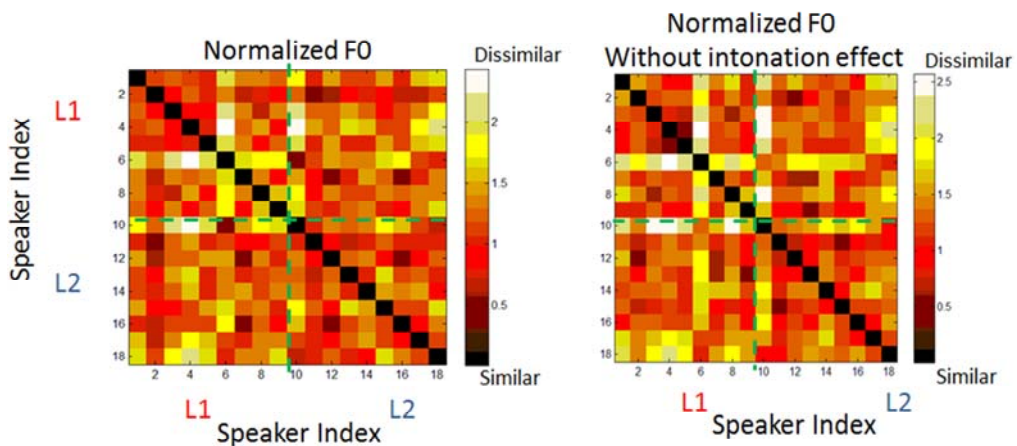 Normalized F0
Dissimilar
L1
L2
Speaker Index
2
4
6
8
10
12
14
16
18
2 4 6 8 10 12 14 16 18
L1 L2
Speaker Index
2
1.5
1
0.5
Similar
Normalized F0
Without intonation effect
Dissimilar
2
4
6
8
10
12
14
16
18
2 4 6 8 10 12 14 16 18
L1 L2
Speaker Index
2.5
2
1.5
1
0.5
0
Similar